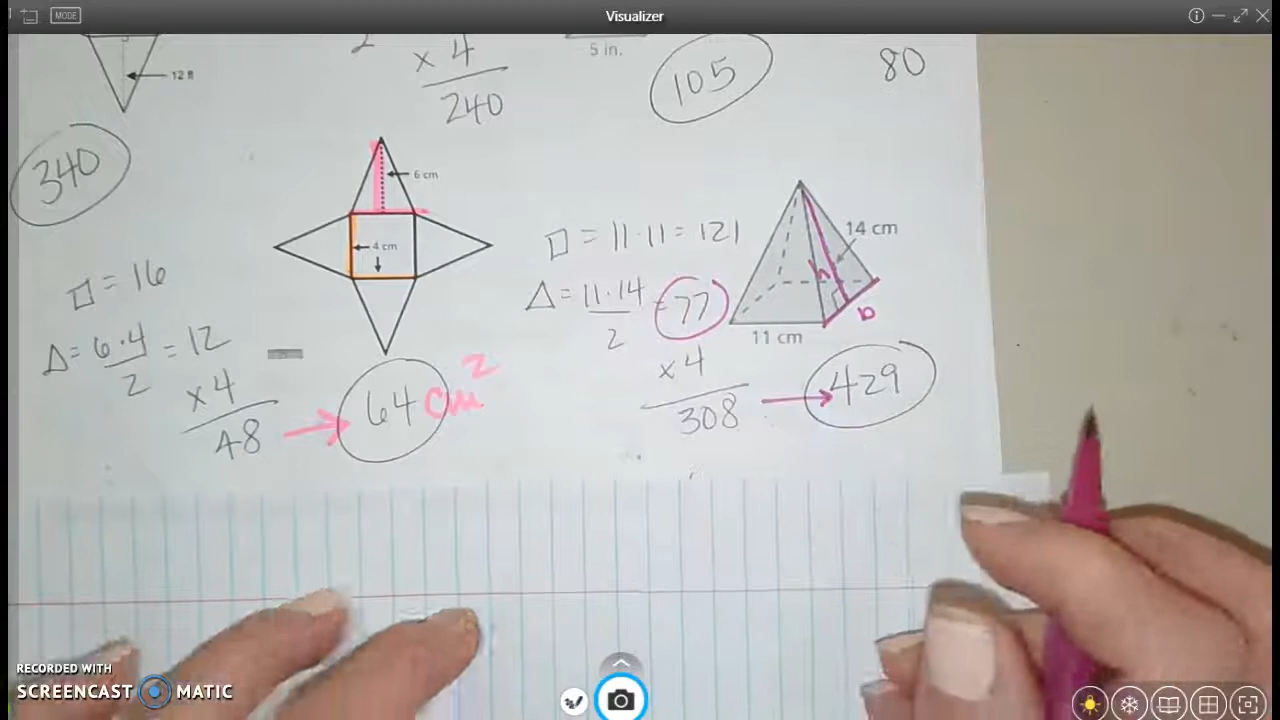 MODE
Visualizer
12 ft
2
x 4
240
5 in.
105
80
340
6 cm
4 cm
□ = 16
Δ = 6·4 = 12
2
x 4
48
64 cm²
□ = 11·11 = 121
Δ = 11·14 = 77
2
x 4
308
429
14 cm
h
b
11 cm
RECORDED WITH
SCREENCAST MATIC